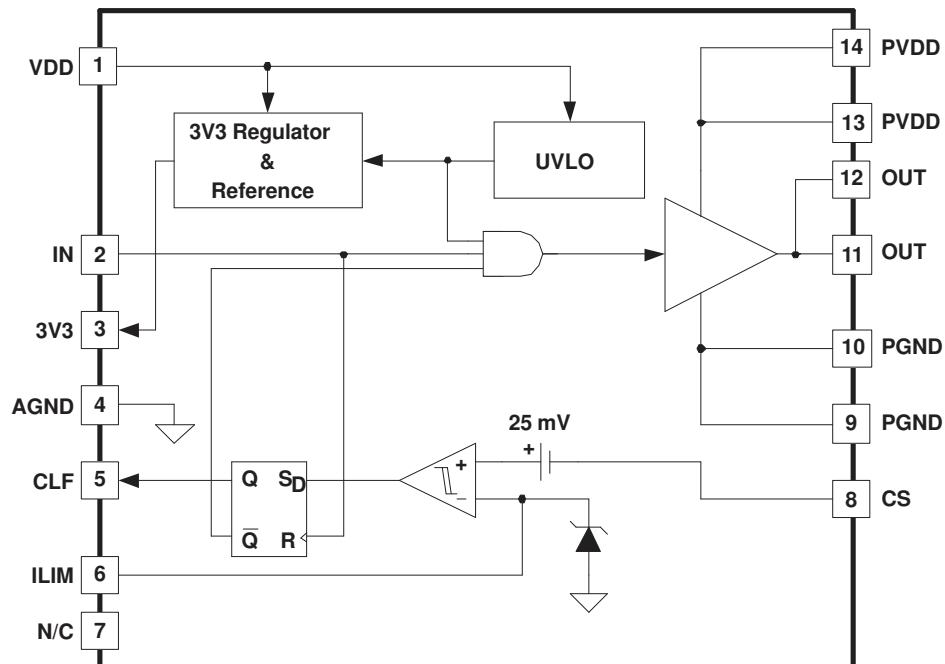 VDD 1
3V3 Regulator
&
Reference
UVLO
14 PVDD
13 PVDD
12 OUT
IN 2
11 OUT
3V3 3
10 PGND
AGND 4
9 PGND
25 mV
+
CLF 5
Q SD
+
−
8 CS
Q̅ R
ILIM 6
N/C 7